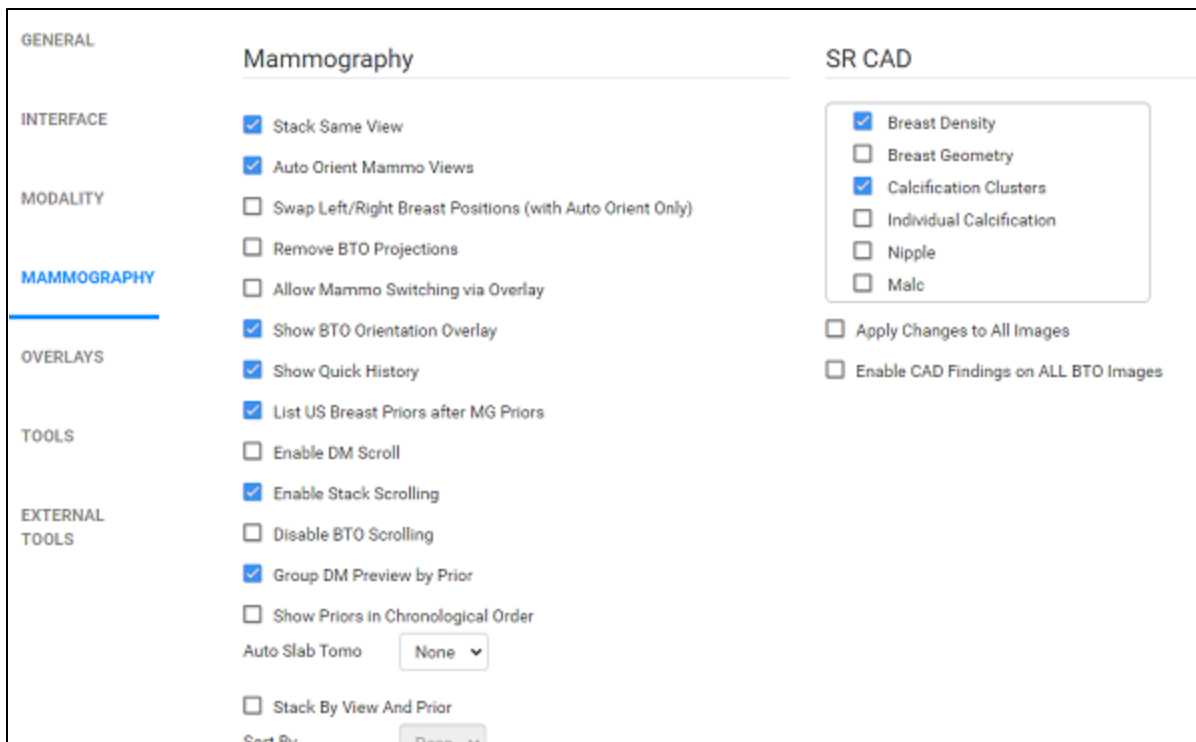 GENERAL
INTERFACE
MODALITY
MAMMOGRAPHY
OVERLAYS
TOOLS
EXTERNAL
TOOLS
Mammography
Stack Same View
Auto Orient Mammo Views
Swap Left/Right Breast Positions (with Auto Orient Only)
Remove BTO Projections
Allow Mammo Switching via Overlay
Show BTO Orientation Overlay
Show Quick History
List US Breast Priors after MG Priors
Enable DM Scroll
Enable Stack Scrolling
Disable BTO Scrolling
Group DM Preview by Prior
Show Priors in Chronological Order
Auto Slab Tomo None
Stack By View And Prior
Sort By
SR CAD
Breast Density
Breast Geometry
Calcification Clusters
Individual Calcification
Nipple
Malc
Apply Changes to All Images
Enable CAD Findings on ALL BTO Images